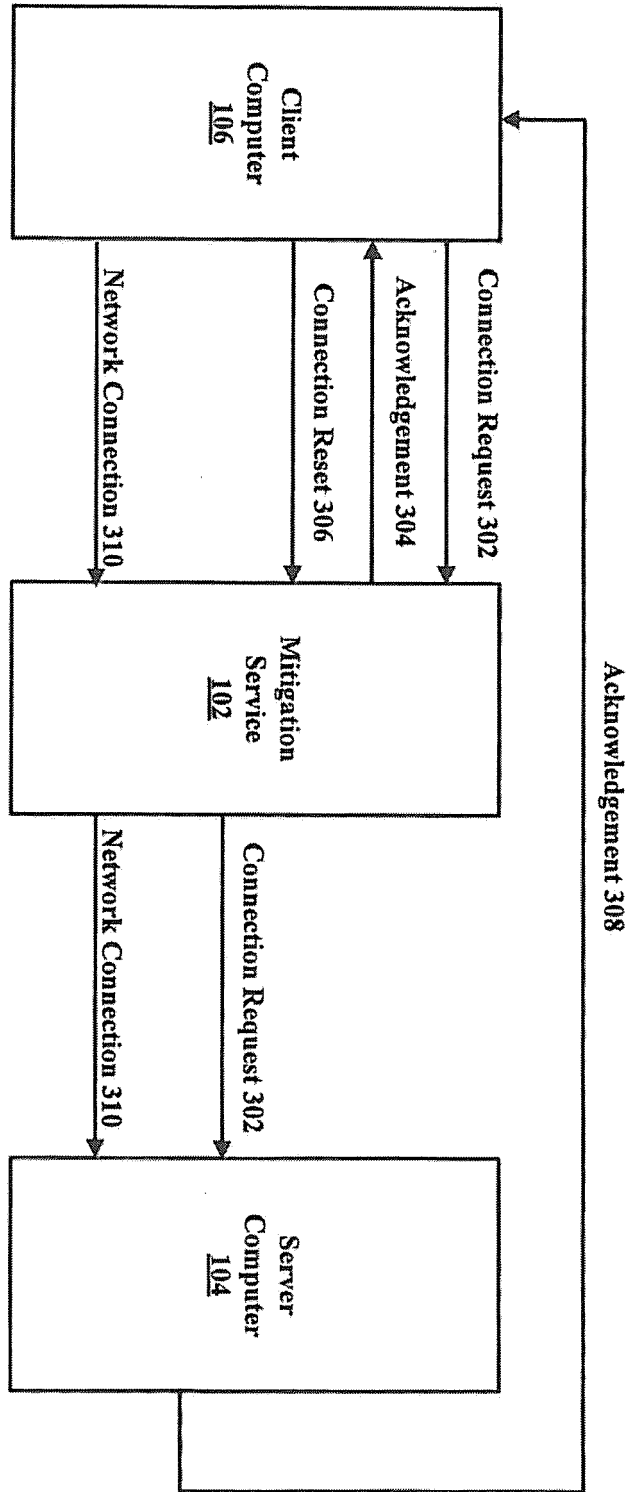 Acknowledgement 308
Client
Computer
106
Connection Request 302
Acknowledgement 304
Connection Reset 306
Network Connection 310
Mitigation
Service
102
Connection Request 302
Network Connection 310
Server
Computer
104